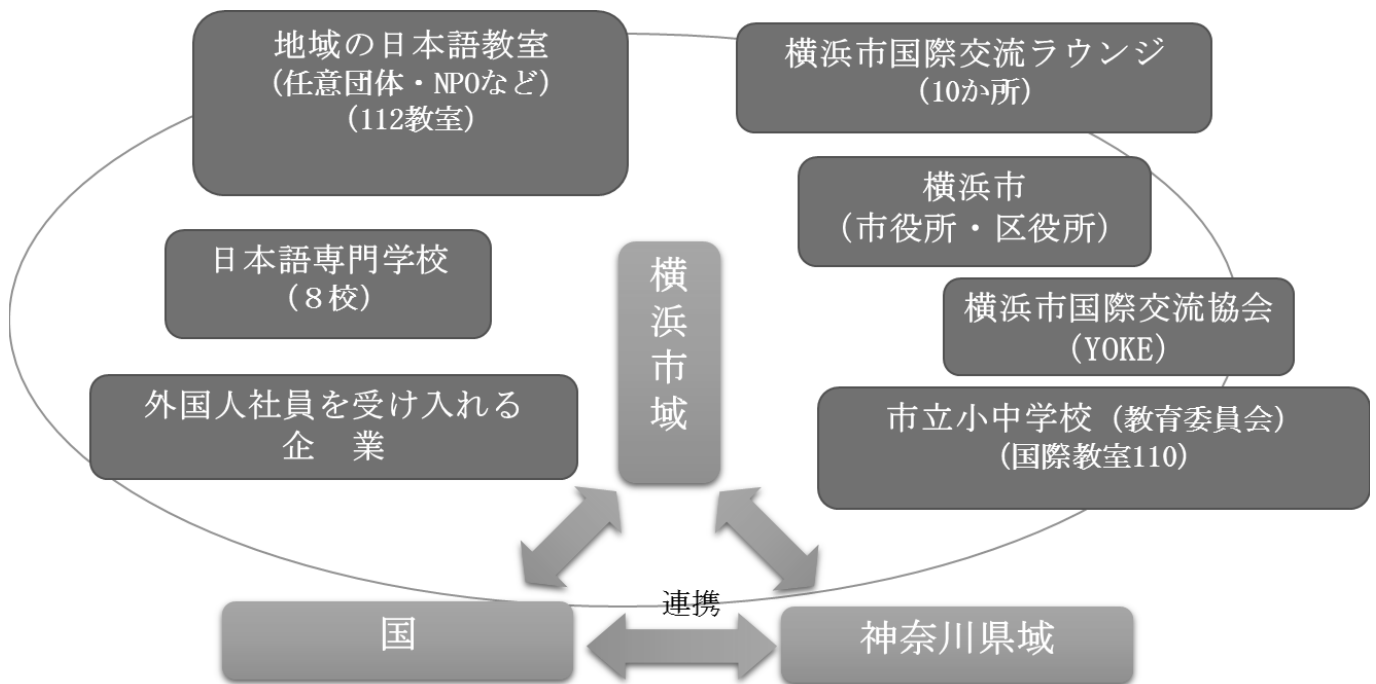 地域の日本語教室
(任意団体・NPOなど)
(112教室)
横浜市国際交流ラウンジ
(10か所)
横浜市
(市役所・区役所)
日本語専門学校
(８校)
横浜市域
横浜市国際交流協会
(YOKE)
外国人社員を受け入れる
企　業
市立小中学校 (教育委員会)
(国際教室110)
連携
国
神奈川県域